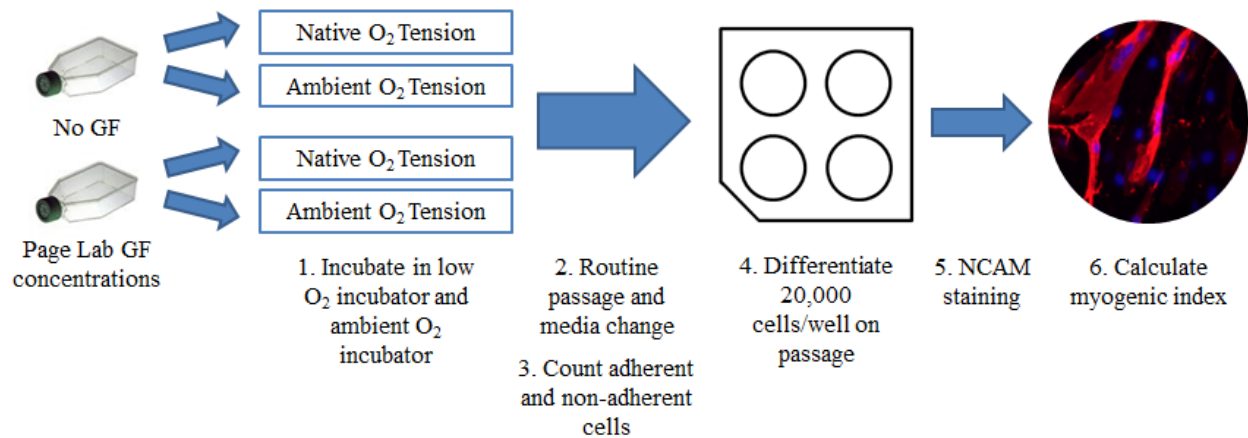 Native O₂ Tension
Ambient O₂ Tension
No GF
Native O₂ Tension
Ambient O₂ Tension
Page Lab GF
concentrations
1. Incubate in low
O₂ incubator and
ambient O₂
incubator
2. Routine
passage and
media change
3. Count adherent
and non-adherent
cells
4. Differentiate
20,000
cells/well on
passage
5. NCAM
staining
6. Calculate
myogenic index